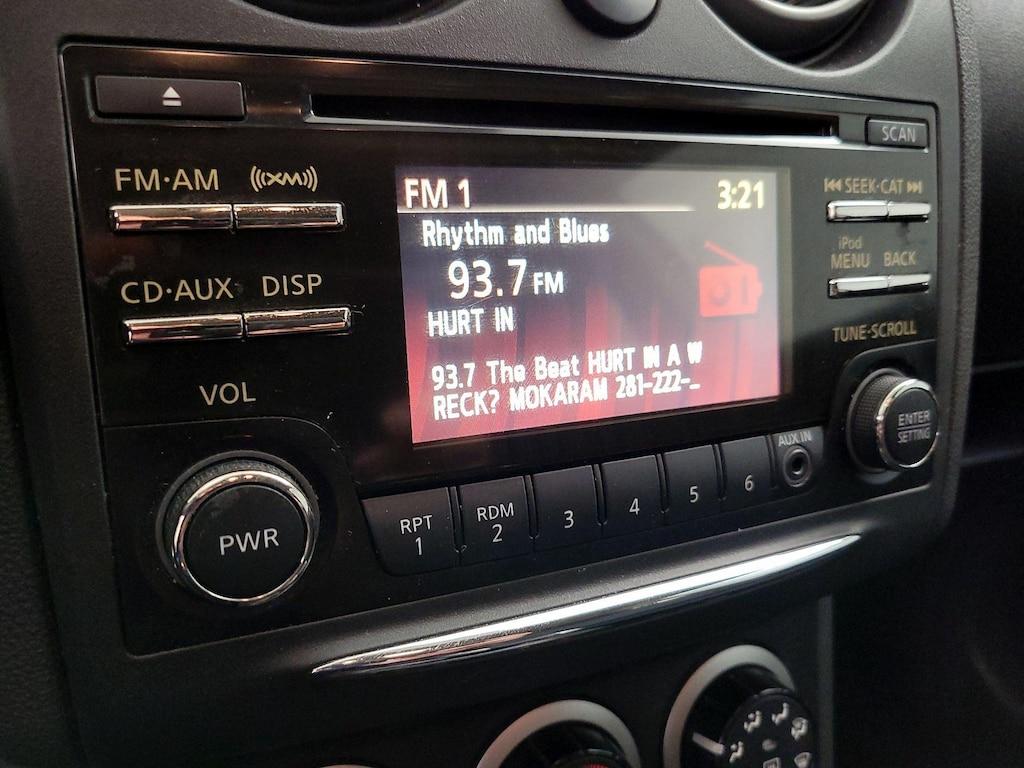 SCAN
FM·AM
XM
SEEK·CAT
FM 1 3:21
Rhythm and Blues
93.7 FM
HURT IN
93.7 The Beat HURT IN A W
RECK? MOKARAM 281-222-_
iPod
MENU BACK
CD·AUX DISP
TUNE·SCROLL
VOL
ENTER
SETTING
AUX IN
PWR
RPT
1
RDM
2
3
4
5
6